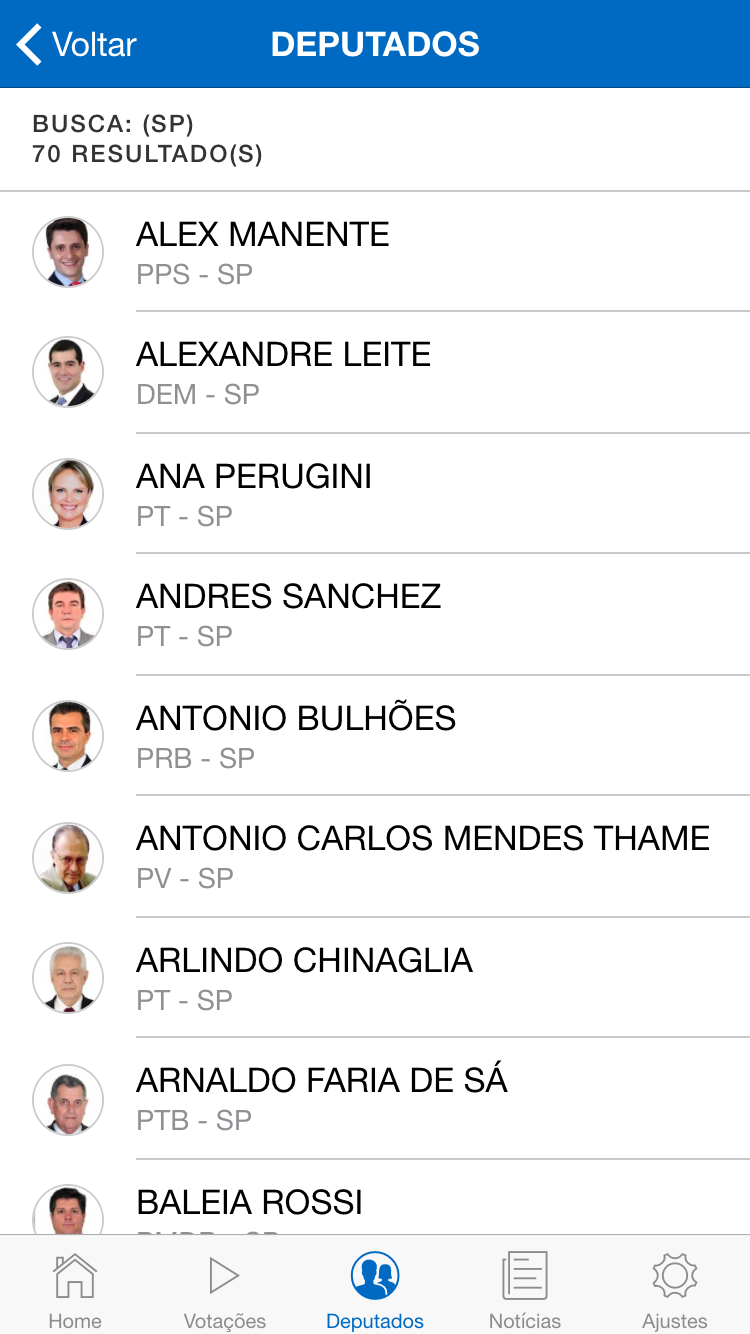 Voltar
DEPUTADOS
BUSCA: (SP)
70 RESULTADO(S)
ALEX MANENTE
PPS - SP
ALEXANDRE LEITE
DEM - SP
ANA PERUGINI
PT - SP
ANDRES SANCHEZ
PT - SP
ANTONIO BULHÕES
PRB - SP
ANTONIO CARLOS MENDES THAME
PV - SP
ARLINDO CHINAGLIA
PT - SP
ARNALDO FARIA DE SÁ
PTB - SP
BALEIA ROSSI
Home
Votações
Deputados
Notícias
Ajustes